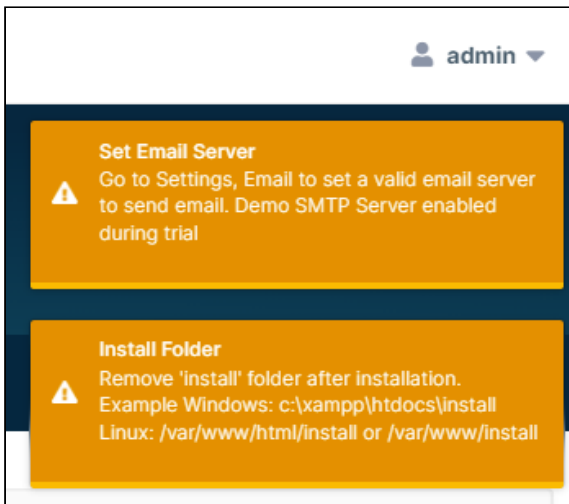 admin
Set Email Server
Go to Settings, Email to set a valid email server
to send email. Demo SMTP Server enabled
during trial
Install Folder
Remove 'install' folder after installation.
Example Windows: c:\xampp\htdocs\install
Linux: /var/www/html/install or /var/www/install